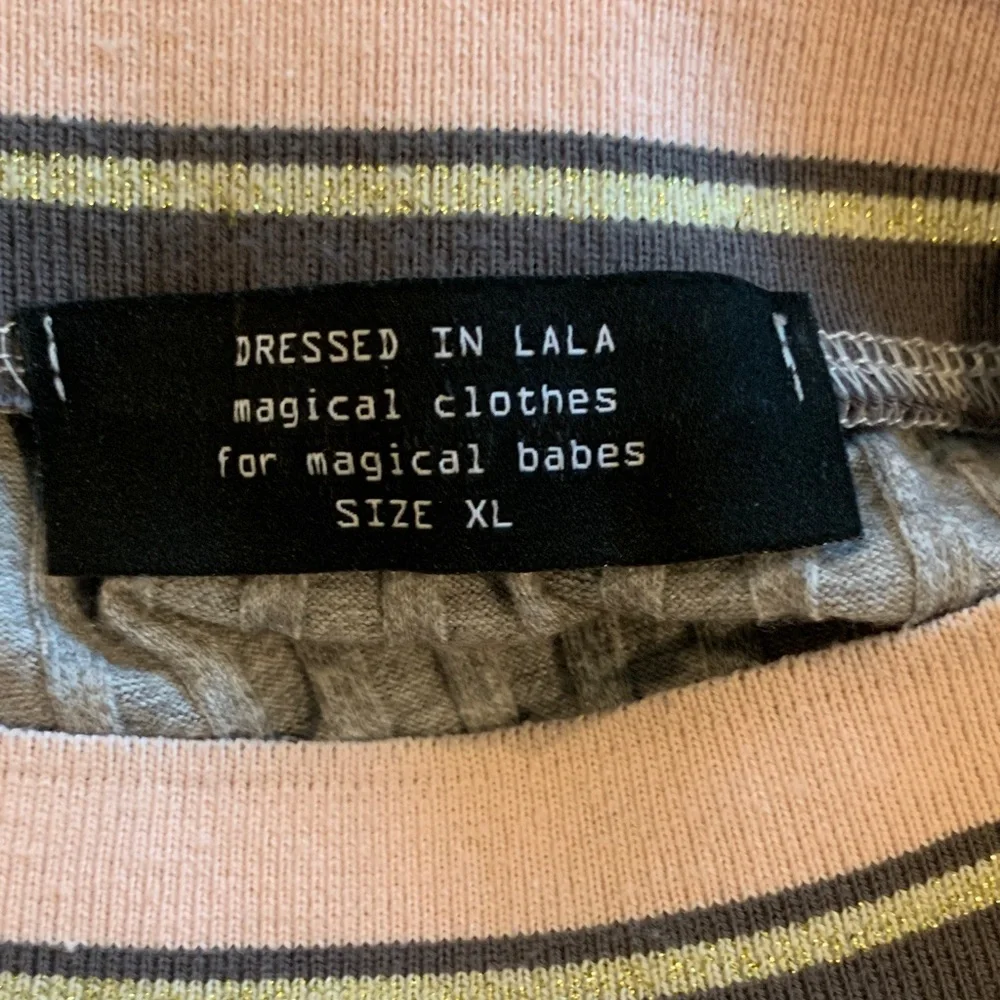 DRESSED IN LALA
magical clothes
for magical babes
SIZE XL